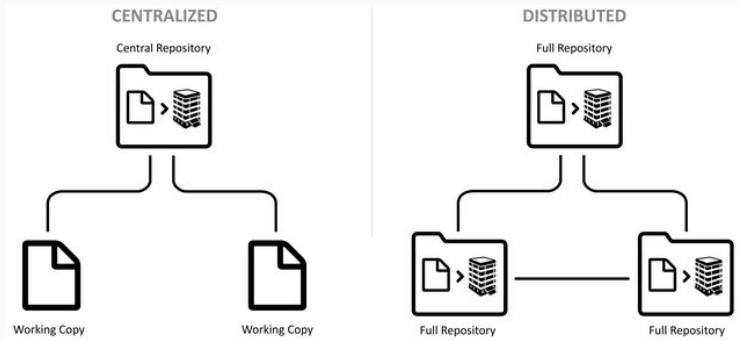 CENTRALIZED
Central Repository
Working Copy
Working Copy
DISTRIBUTED
Full Repository
Full Repository
Full Repository